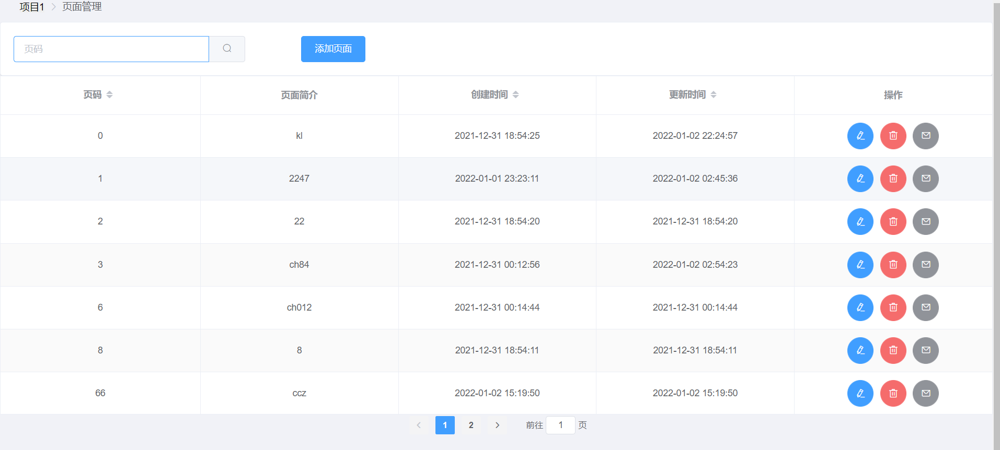 项目1 > 页面管理
页码 添加页面
页码 页面简介 创建时间 更新时间 操作
0 kl 2021-12-31 18:54:25 2022-01-02 22:24:57
1 2247 2022-01-01 23:23:11 2022-01-02 02:45:36
2 22 2021-12-31 18:54:20 2021-12-31 18:54:20
3 ch84 2021-12-31 00:12:56 2022-01-02 02:54:23
6 ch012 2021-12-31 00:14:44 2021-12-31 00:14:44
8 8 2021-12-31 18:54:11 2021-12-31 18:54:11
66 ccz 2022-01-02 15:19:50 2022-01-02 15:19:50
< 1 2 > 前往 1 页